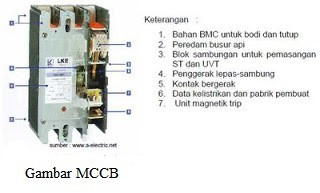 Keterangan :
1. Bahan BMC untuk bodi dan tutup
2. Peredam busur api
3. Blok sambungan untuk pemasangan
ST dan UVT
4. Penggerak lepas-sambung
5. Kontak bergerak
6. Data kelistrikan dan pabrik pembuat
7. Unit magnetik trip
LKE
sumber : www.a-electric.net
Gambar MCCB